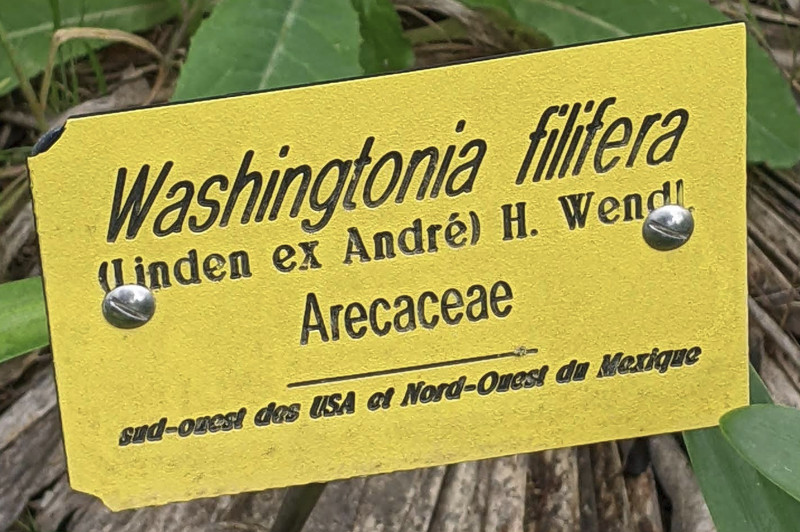 Washingtonia filifera
(Linden ex André) H. Wendl.
Arecaceae
sud-ouest des USA et Nord-Ouest du Mexique